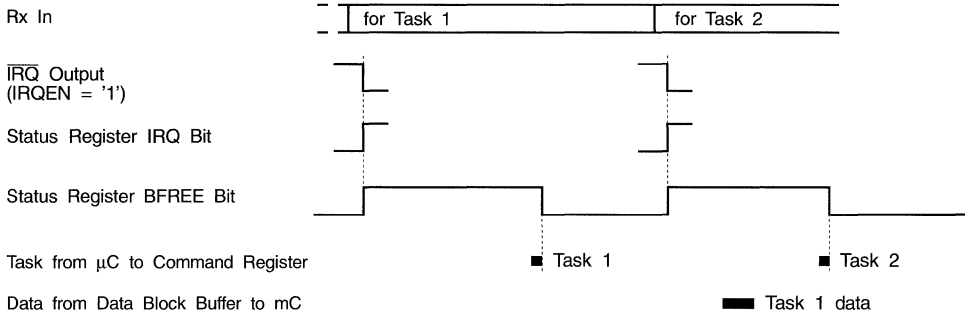 Rx In
for Task 1
for Task 2
IRQ Output
(IRQEN = '1')
Status Register IRQ Bit
Status Register BFREE Bit
Task from µC to Command Register
Task 1
Task 2
Data from Data Block Buffer to mC
Task 1 data